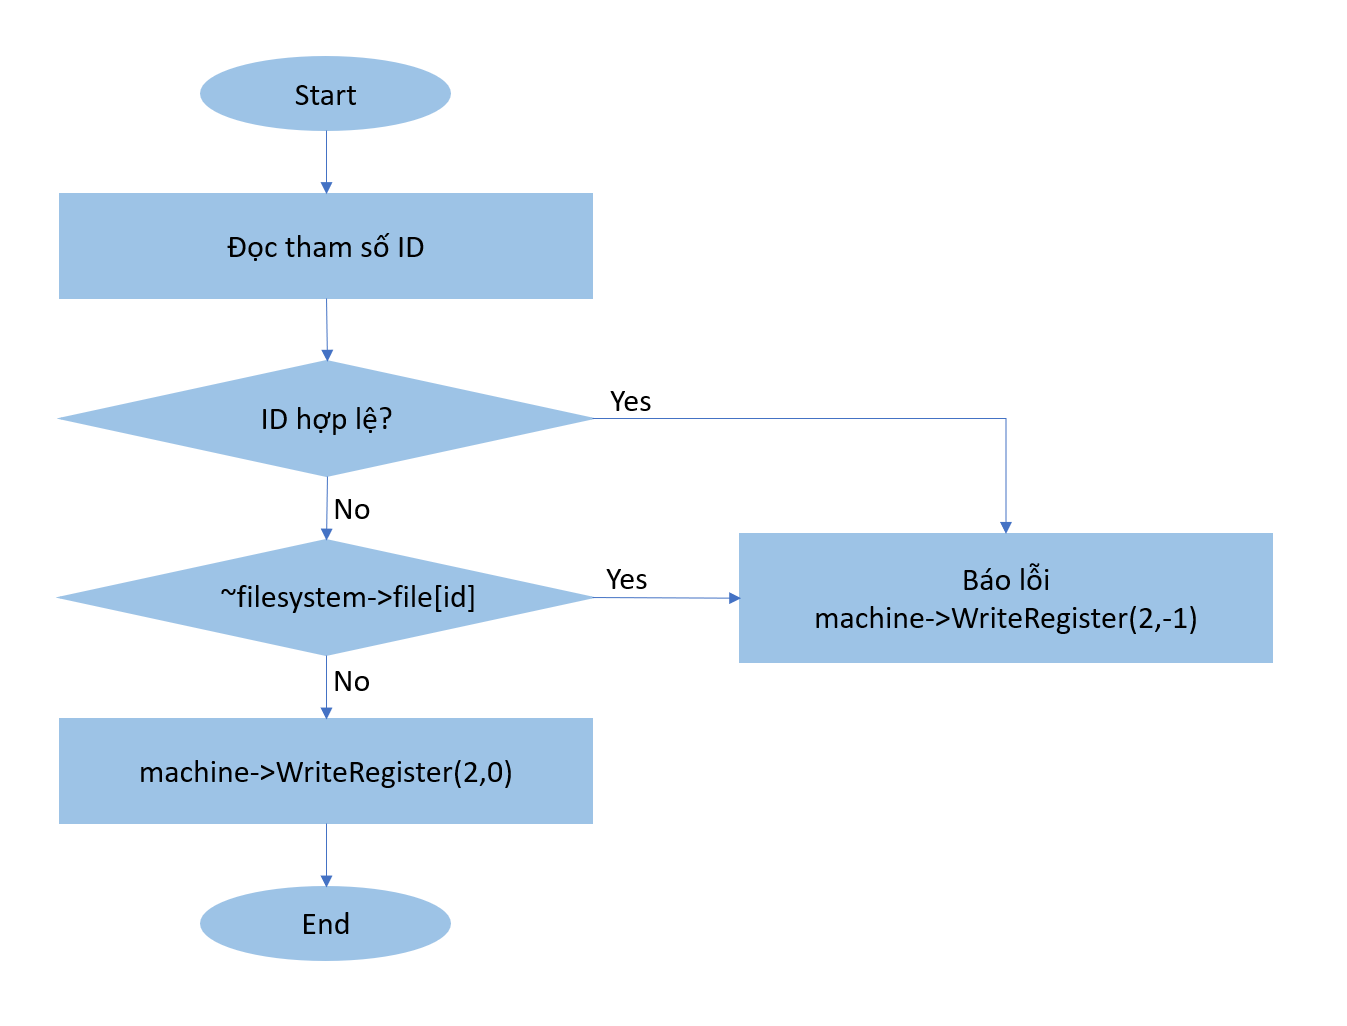 Start
Đọc tham số ID
ID hợp lệ?
Yes
No
~filesystem->file[id]
Yes
Báo lỗi
machine->WriteRegister(2,-1)
No
machine->WriteRegister(2,0)
End